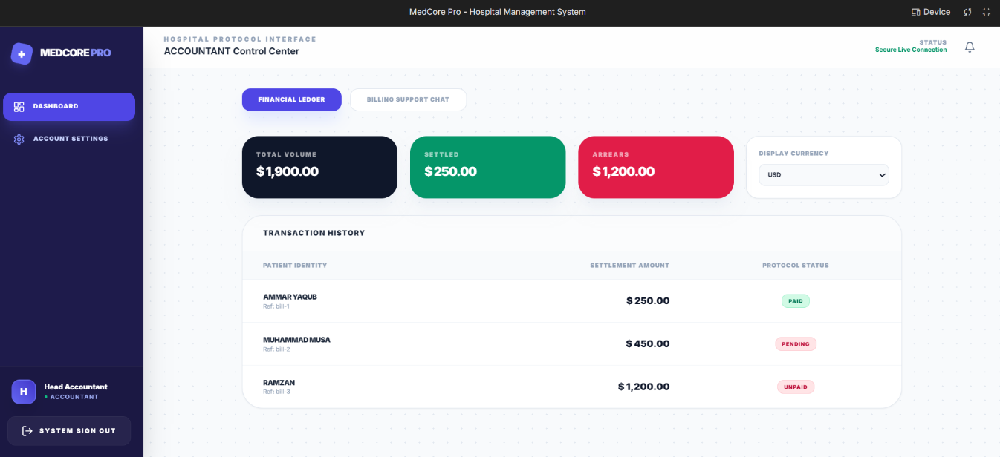 MedCore Pro - Hospital Management System
Device
MEDCORE PRO
HOSPITAL PROTOCOL INTERFACE
ACCOUNTANT Control Center
STATUS
Secure Live Connection
DASHBOARD
ACCOUNT SETTINGS
FINANCIAL LEDGER
BILLING SUPPORT CHAT
TOTAL VOLUME
$1,900.00
SETTLED
$250.00
ARREARS
$1,200.00
DISPLAY CURRENCY
USD
TRANSACTION HISTORY
PATIENT IDENTITY SETTLEMENT AMOUNT PROTOCOL STATUS
AMMAR YAQUB
Ref: bill-1
$250.00
PAID
MUHAMMAD MUSA
Ref: bill-2
$450.00
PENDING
RAMZAN
Ref: bill-3
$1,200.00
UNPAID
H
Head Accountant
ACCOUNTANT
SYSTEM SIGN OUT